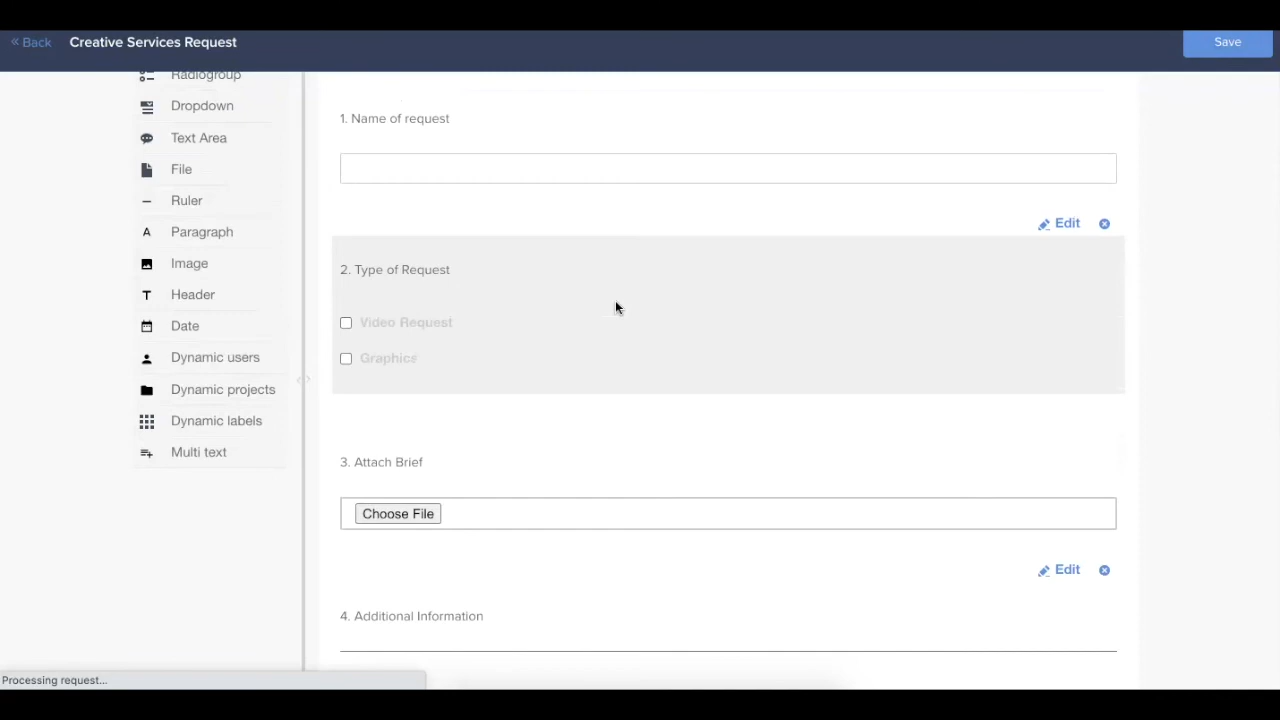 « Back Creative Services Request Save
Radiogroup
Dropdown
Text Area
File
Ruler
Paragraph
Image
Header
Date
Dynamic users
Dynamic projects
Dynamic labels
Multi text
1. Name of request
Edit
2. Type of Request
Video Request
Graphics
3. Attach Brief
Choose File
Edit
4. Additional Information
Processing request...